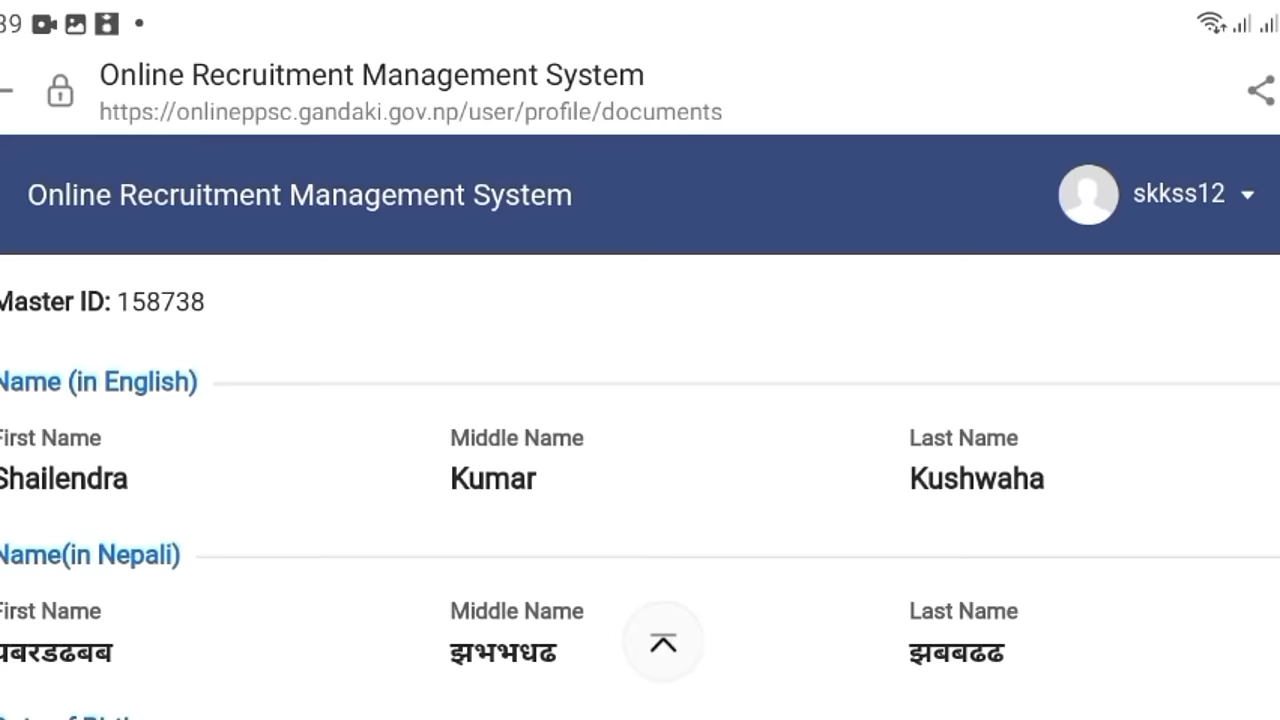 39
Online Recruitment Management System
https://onlineppsc.gandaki.gov.np/user/profile/documents
Online Recruitment Management System skkss12
Master ID: 158738
Name (in English)
First Name Middle Name Last Name
Shailendra Kumar Kushwaha
Name(in Nepali)
First Name Middle Name Last Name
झभभधढ झबबढढ